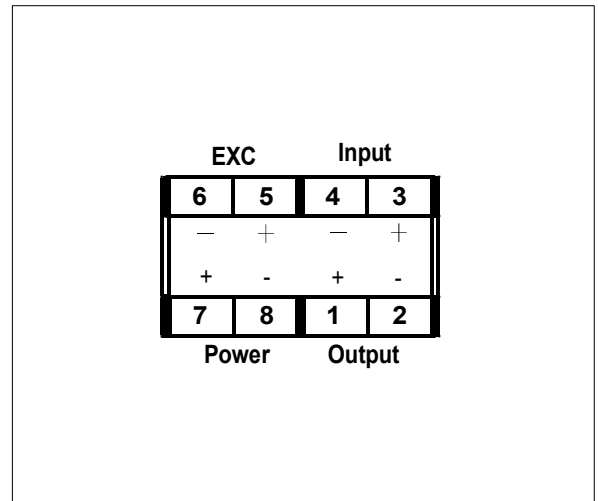 EXC Input
6 5 4 3
— + — +
+ - + -
7 8 1 2
Power Output